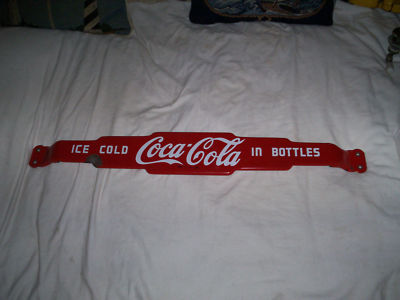 ICE COLD Coca-Cola IN BOTTLES